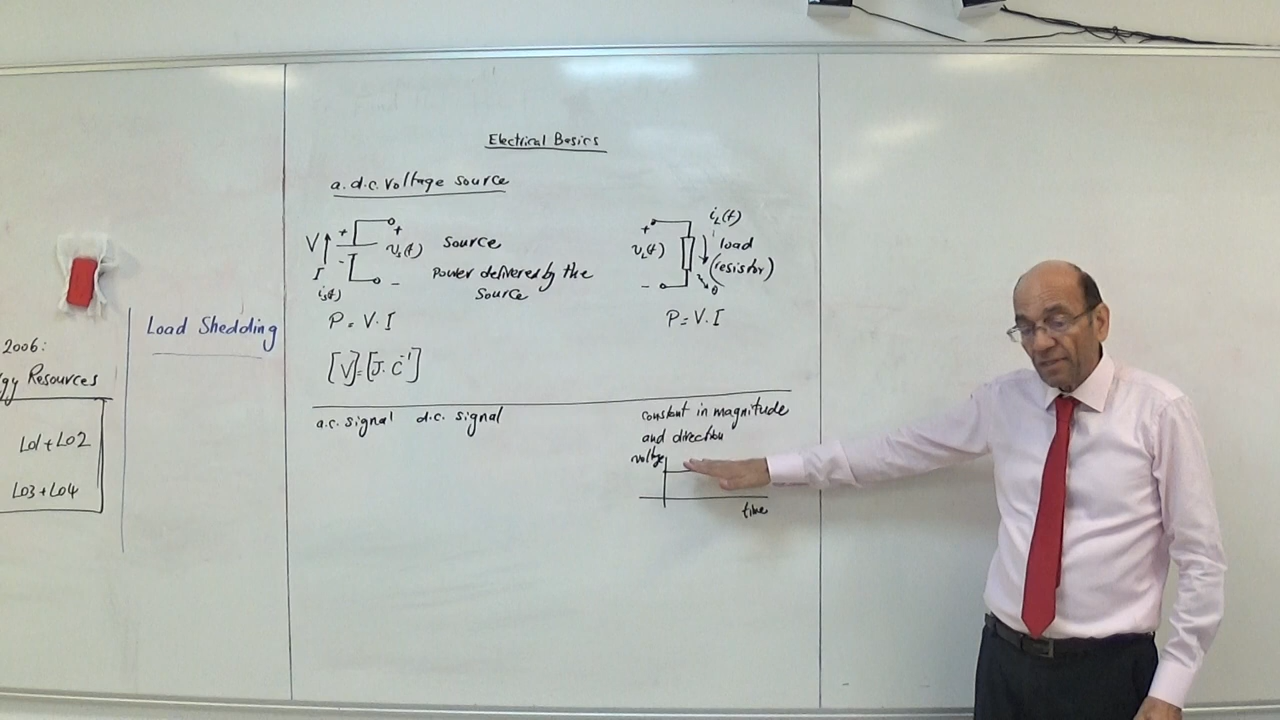 Electrical Basics
a. d.c. voltage source
V
+
+
-
-
I
vs(t)
is(t)
Source
Power delivered by the
Source
P = V. I
[V]=[J. C⁻¹]
iL(t)
+
vL(t)
-
load
(resistor)
θ
P= V. I
a.c. signal d.c. signal
constant in magnitude
and direction
voltage
time
Load Shedding
2006:
gy Resources
LO1+LO2
LO3+LO4